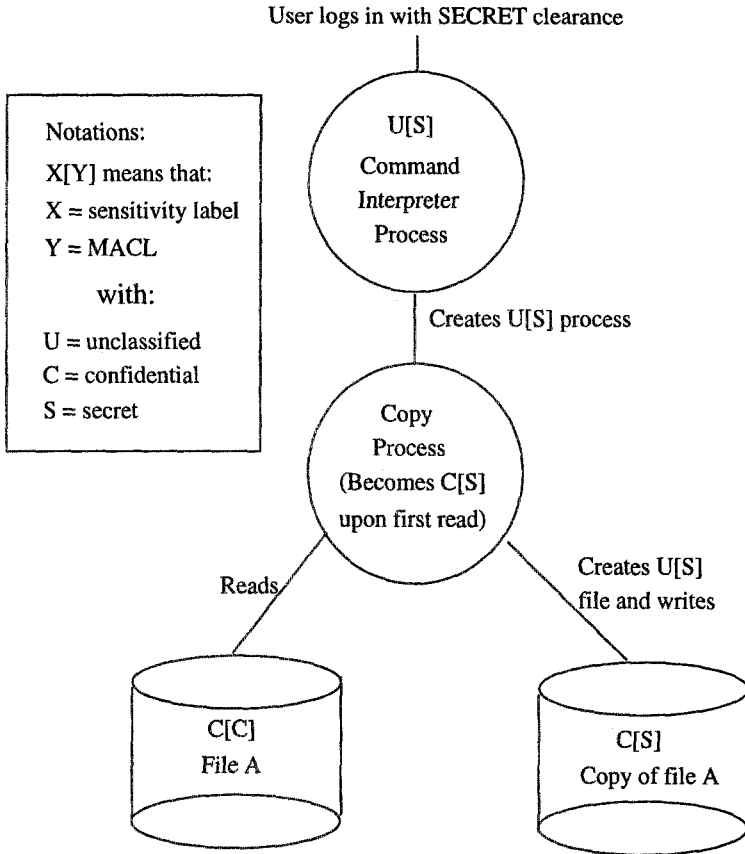 User logs in with SECRET clearance
Notations:
X[Y] means that:
X = sensitivity label
Y = MACL
with:
U = unclassified
C = confidential
S = secret
U[S]
Command
Interpreter
Process
Creates U[S] process
Copy
Process
(Becomes C[S]
upon first read)
Reads
Creates U[S]
file and writes
C[C]
File A
C[S]
Copy of file A